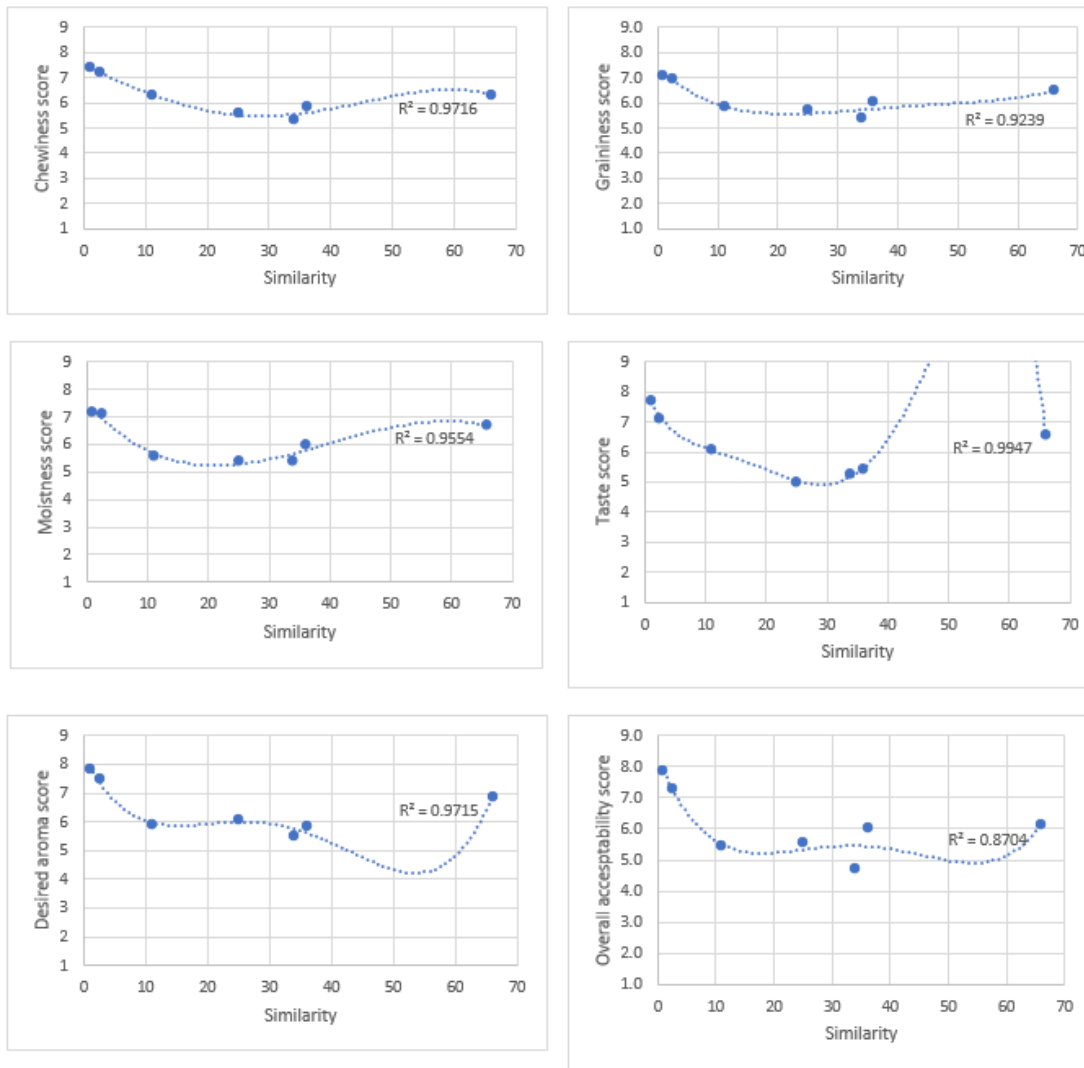 9
8
7
6
5
4
3
2
1
0 10 20 30 40 50 60 70
Chewiness score
Similarity
R² = 0.9716
9.0
8.0
7.0
6.0
5.0
4.0
3.0
2.0
1.0
0 10 20 30 40 50 60 70
Graininess score
Similarity
R² = 0.9239
9
8
7
6
5
4
3
2
1
0 10 20 30 40 50 60 70
Moistness score
Similarity
R² = 0.9554
9
8
7
6
5
4
3
2
1
0 10 20 30 40 50 60 70
Taste score
Similarity
R² = 0.9947
9
8
7
6
5
4
3
2
1
0 10 20 30 40 50 60 70
Desired aroma score
Similarity
R² = 0.9715
9.0
8.0
7.0
6.0
5.0
4.0
3.0
2.0
1.0
0 10 20 30 40 50 60 70
Overall accesptability score
Similarity
R² = 0.8704